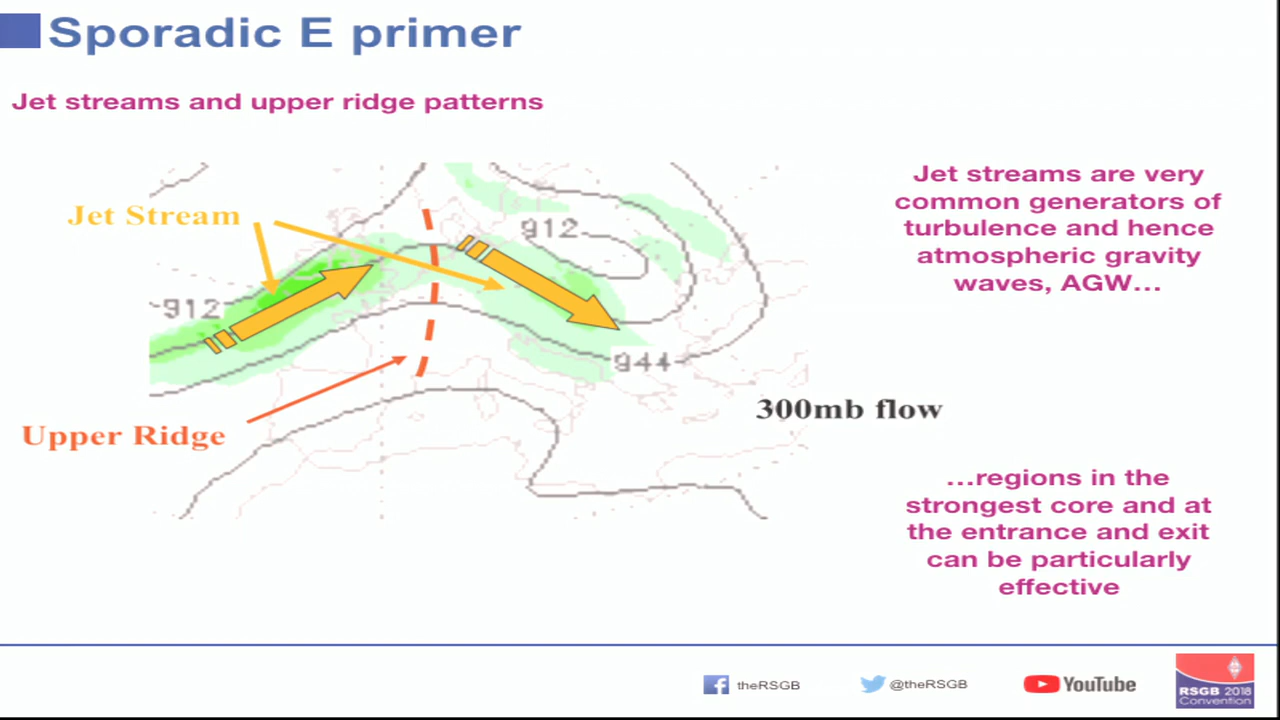 Sporadic E primer
Jet streams and upper ridge patterns
Jet Stream
912
912
944
Upper Ridge
300mb flow
Jet streams are very
common generators of
turbulence and hence
atmospheric gravity
waves, AGW...
...regions in the
strongest core and at
the entrance and exit
can be particularly
effective
theRSGB
@theRSGB
YouTube
RSGB 2018
Convention